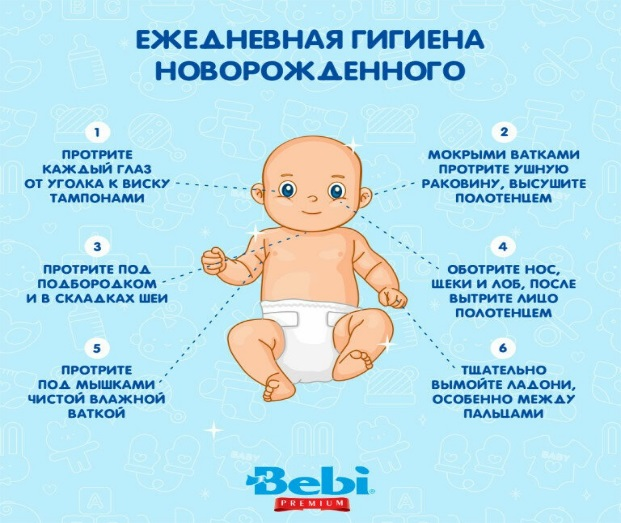 ЕЖЕДНЕВНАЯ ГИГИЕНА
НОВОРОЖДЕННОГО
1
ПРОТРИТЕ
КАЖДЫЙ ГЛАЗ
ОТ УГОЛКА К ВИСКУ
ТАМПОНАМИ
2
МОКРЫМИ ВАТКАМИ
ПРОТРИТЕ УШНУЮ
РАКОВИНУ, ВЫСУШИТЕ
ПОЛОТЕНЦЕМ
3
ПРОТРИТЕ ПОД
ПОДБОРОДКОМ
И В СКЛАДКАХ ШЕИ
4
ОБОТРИТЕ НОС,
ЩЕКИ И ЛОБ, ПОСЛЕ
ВЫТРИТЕ ЛИЦО
ПОЛОТЕНЦЕМ
5
ПРОТРИТЕ
ПОД МЫШКАМИ
ЧИСТОЙ ВЛАЖНОЙ
ВАТКОЙ
6
ТЩАТЕЛЬНО
ВЫМОЙТЕ ЛАДОНИ,
ОСОБЕННО МЕЖДУ
ПАЛЬЦАМИ
Bebi
PREMIUM